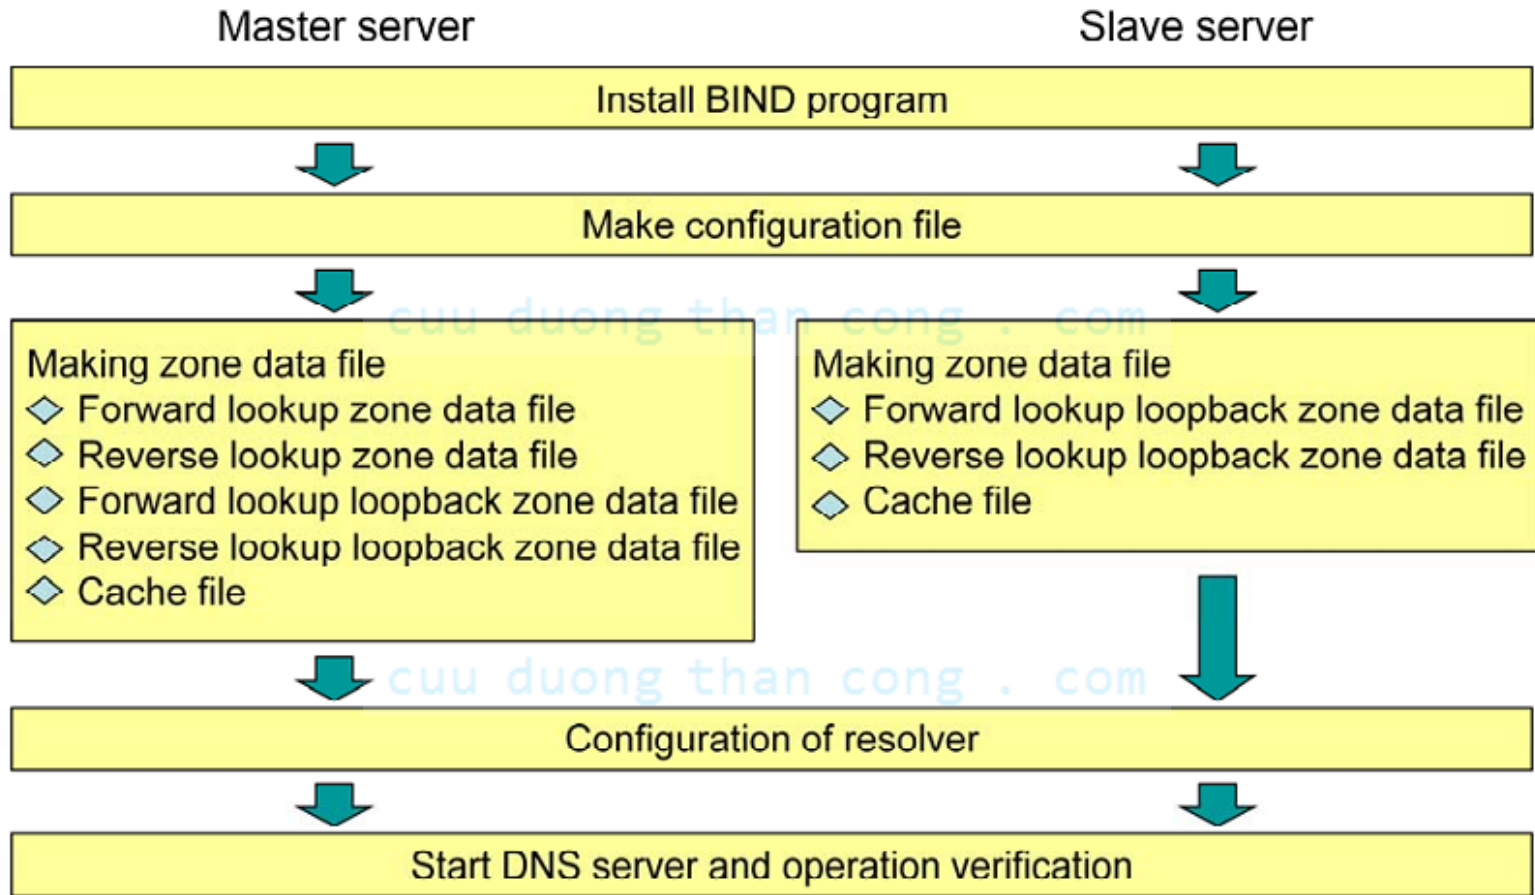 Master server
Slave server
Install BIND program
Make configuration file
cuu duong than cong . com
Making zone data file
Forward lookup zone data file
Reverse lookup zone data file
Forward lookup loopback zone data file
Reverse lookup loopback zone data file
Cache file
Making zone data file
Forward lookup loopback zone data file
Reverse lookup loopback zone data file
Cache file
cuu duong than cong . com
Configuration of resolver
Start DNS server and operation verification